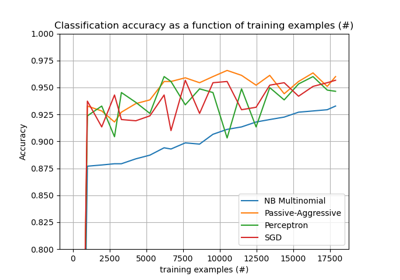 Classification accuracy as a function of training examples (#)
1.000
0.975
0.950
0.925
0.900
0.875
0.850
0.825
0.800
Accuracy
NB Multinomial
Passive-Aggressive
Perceptron
SGD
0 2500 5000 7500 10000 12500 15000 17500
training examples (#)